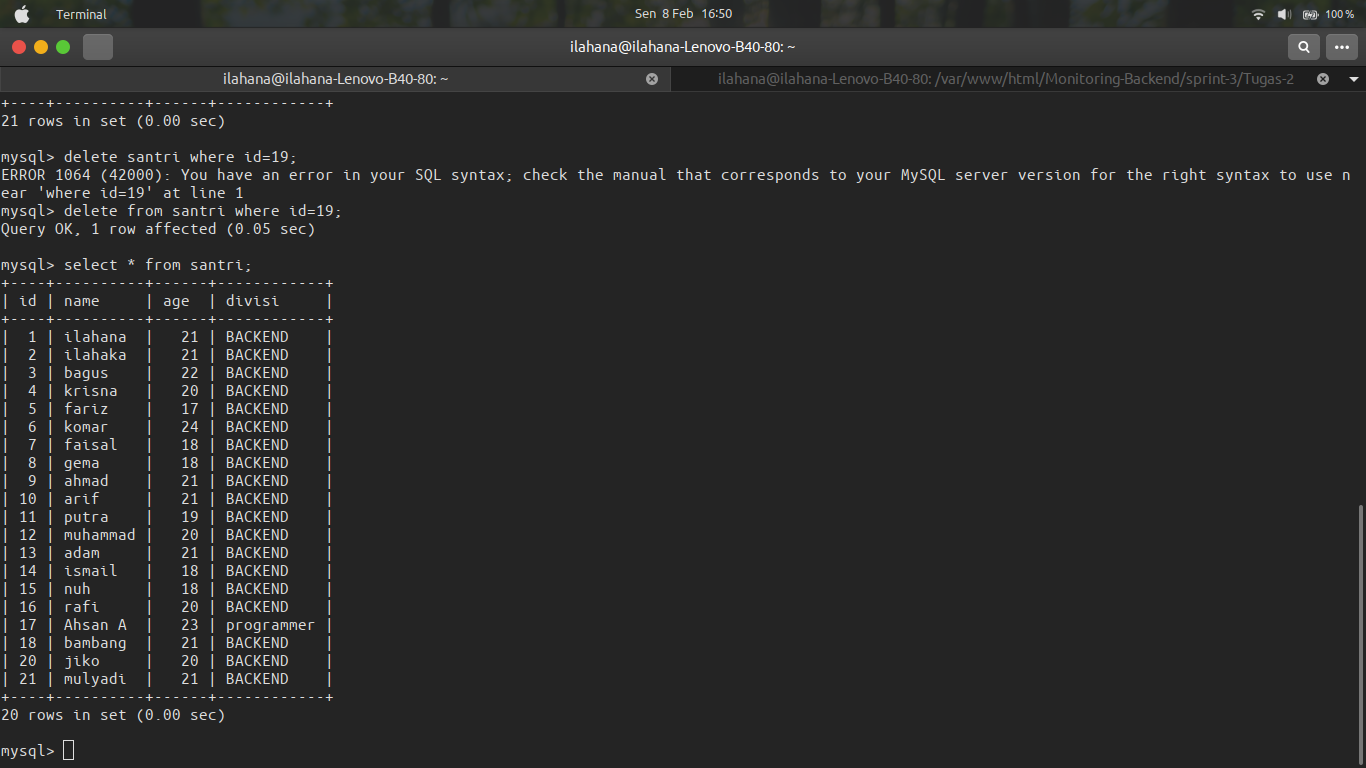 Terminal
Sen 8 Feb 16:50
100 %
ilahana@ilahana-Lenovo-B40-80: ~
ilahana@ilahana-Lenovo-B40-80: ~
ilahana@ilahana-Lenovo-B40-80: /var/www/html/Monitoring-Backend/sprint-3/Tugas-2
+----+----------+------+------------+
21 rows in set (0.00 sec)
mysql> delete santri where id=19;
ERROR 1064 (42000): You have an error in your SQL syntax; check the manual that corresponds to your MySQL server version for the right syntax to use n
ear 'where id=19' at line 1
mysql> delete from santri where id=19;
Query OK, 1 row affected (0.05 sec)
mysql> select * from santri;
+----+----------+------+------------+
| id | name     | age  | divisi     |
+----+----------+------+------------+
|  1 | ilahana  |   21 | BACKEND    |
|  2 | ilahaka  |   21 | BACKEND    |
|  3 | bagus    |   22 | BACKEND    |
|  4 | krisna   |   20 | BACKEND    |
|  5 | fariz    |   17 | BACKEND    |
|  6 | komar    |   24 | BACKEND    |
|  7 | faisal   |   18 | BACKEND    |
|  8 | gema     |   18 | BACKEND    |
|  9 | ahmad    |   21 | BACKEND    |
| 10 | arif     |   21 | BACKEND    |
| 11 | putra    |   19 | BACKEND    |
| 12 | muhammad |   20 | BACKEND    |
| 13 | adam     |   21 | BACKEND    |
| 14 | ismail   |   18 | BACKEND    |
| 15 | nuh      |   18 | BACKEND    |
| 16 | rafi     |   20 | BACKEND    |
| 17 | Ahsan A  |   23 | programmer |
| 18 | bambang  |   21 | BACKEND    |
| 20 | jiko     |   20 | BACKEND    |
| 21 | mulyadi  |   21 | BACKEND    |
+----+----------+------+------------+
20 rows in set (0.00 sec)
mysql>